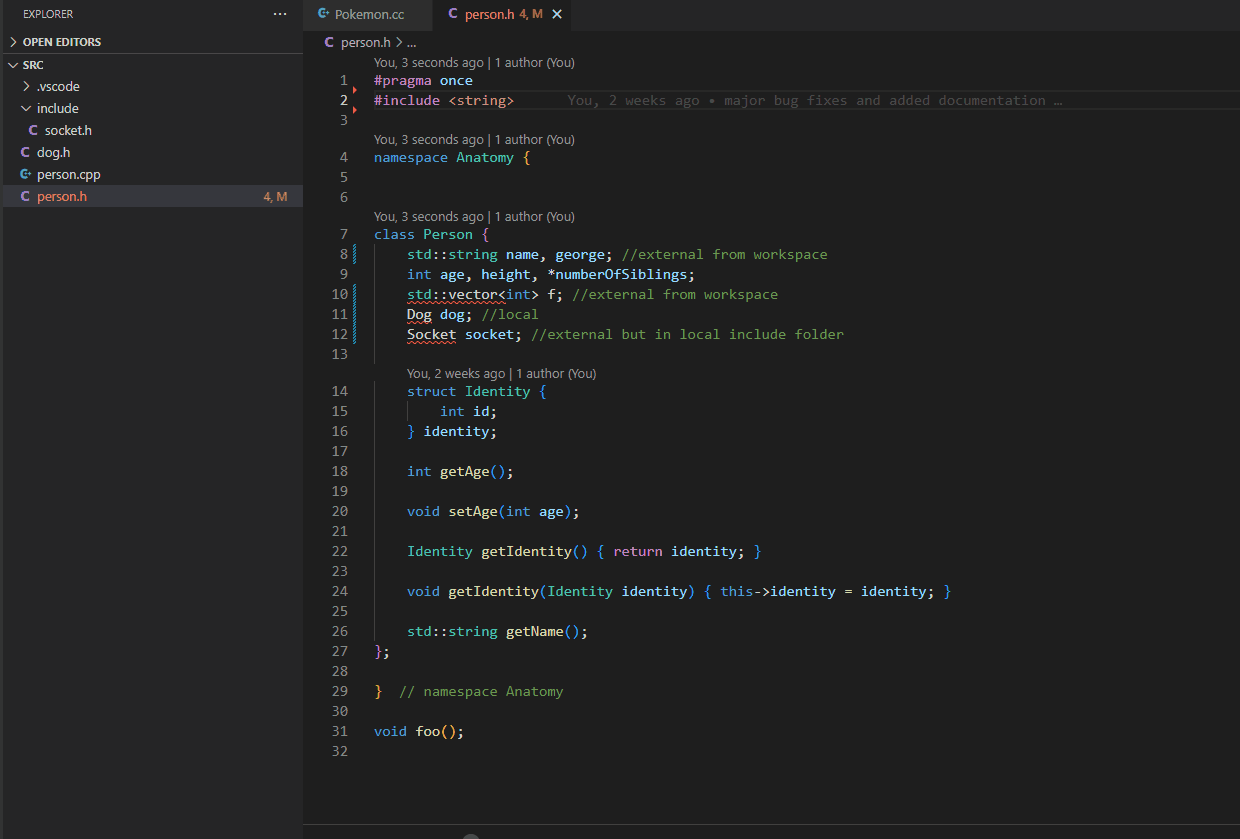 EXPLORER ...
OPEN EDITORS
SRC
.vscode
include
C socket.h
C dog.h
C+ person.cpp
C person.h 4, M
C+ Pokemon.cc
C person.h 4, M ×
C person.h > ...
You, 3 seconds ago | 1 author (You)
1 #pragma once
2 #include <string> You, 2 weeks ago • major bug fixes and added documentation …
3
You, 3 seconds ago | 1 author (You)
4 namespace Anatomy {
5
6
You, 3 seconds ago | 1 author (You)
7 class Person {
8 std::string name, george; //external from workspace
9 int age, height, *numberOfSiblings;
10 std::vector<int> f; //external from workspace
11 Dog dog; //local
12 Socket socket; //external but in local include folder
13
You, 2 weeks ago | 1 author (You)
14 struct Identity {
15 int id;
16 } identity;
17
18 int getAge();
19
20 void setAge(int age);
21
22 Identity getIdentity() { return identity; }
23
24 void getIdentity(Identity identity) { this->identity = identity; }
25
26 std::string getName();
27 };
28
29 } // namespace Anatomy
30
31 void foo();
32